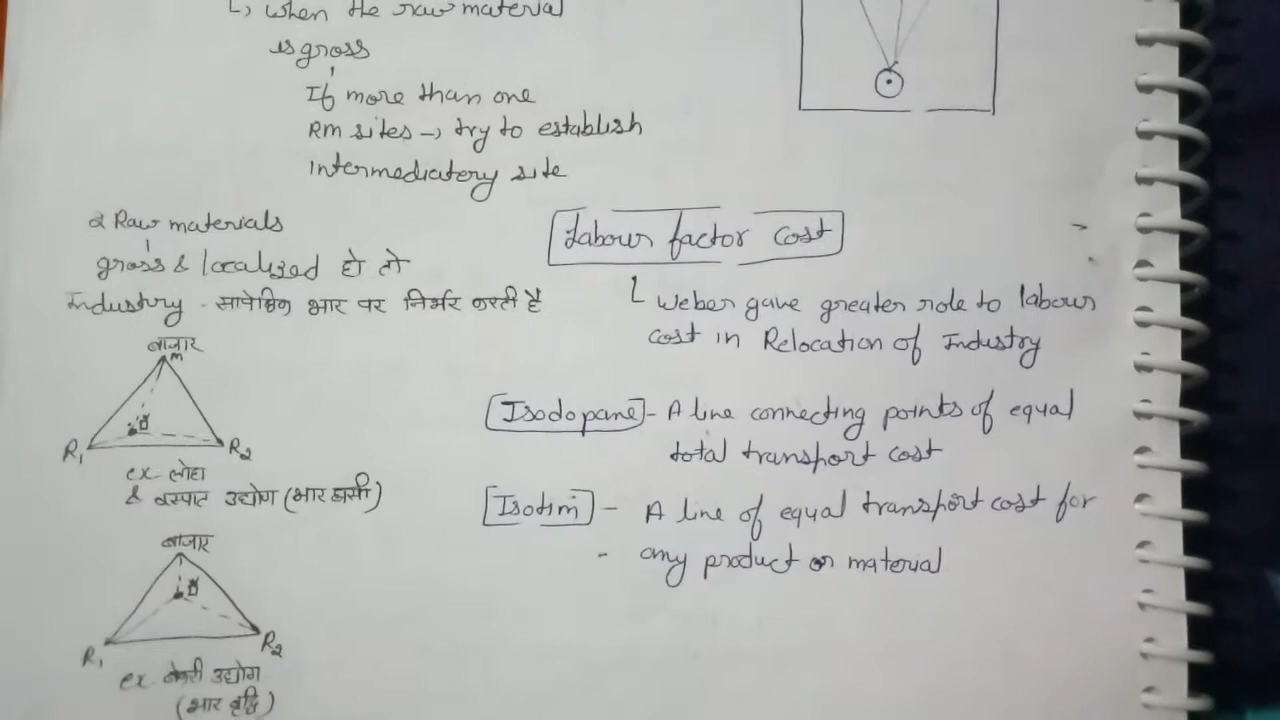 ↳ when the raw material
is gross
If more than one
RM sites → try to establish
Intermediatory site
2 Raw materials
gross & localized हो तो
Industry - सापेक्षिक भार पर निर्भर करती है
बाजार
m
R₁
R₂
ex- लोहा
& इस्पात उद्योग (भार ह्रासी)
बाजार
R₁
R₂
ex- बेकरी उद्योग
(भार वृद्धि)
Labour factor cost
↳ Weber gave greater role to labour
cost in Relocation of Industry
Isodopane - A line connecting points of equal
total transport cost
Isotim - A line of equal transport cost for
any product or material